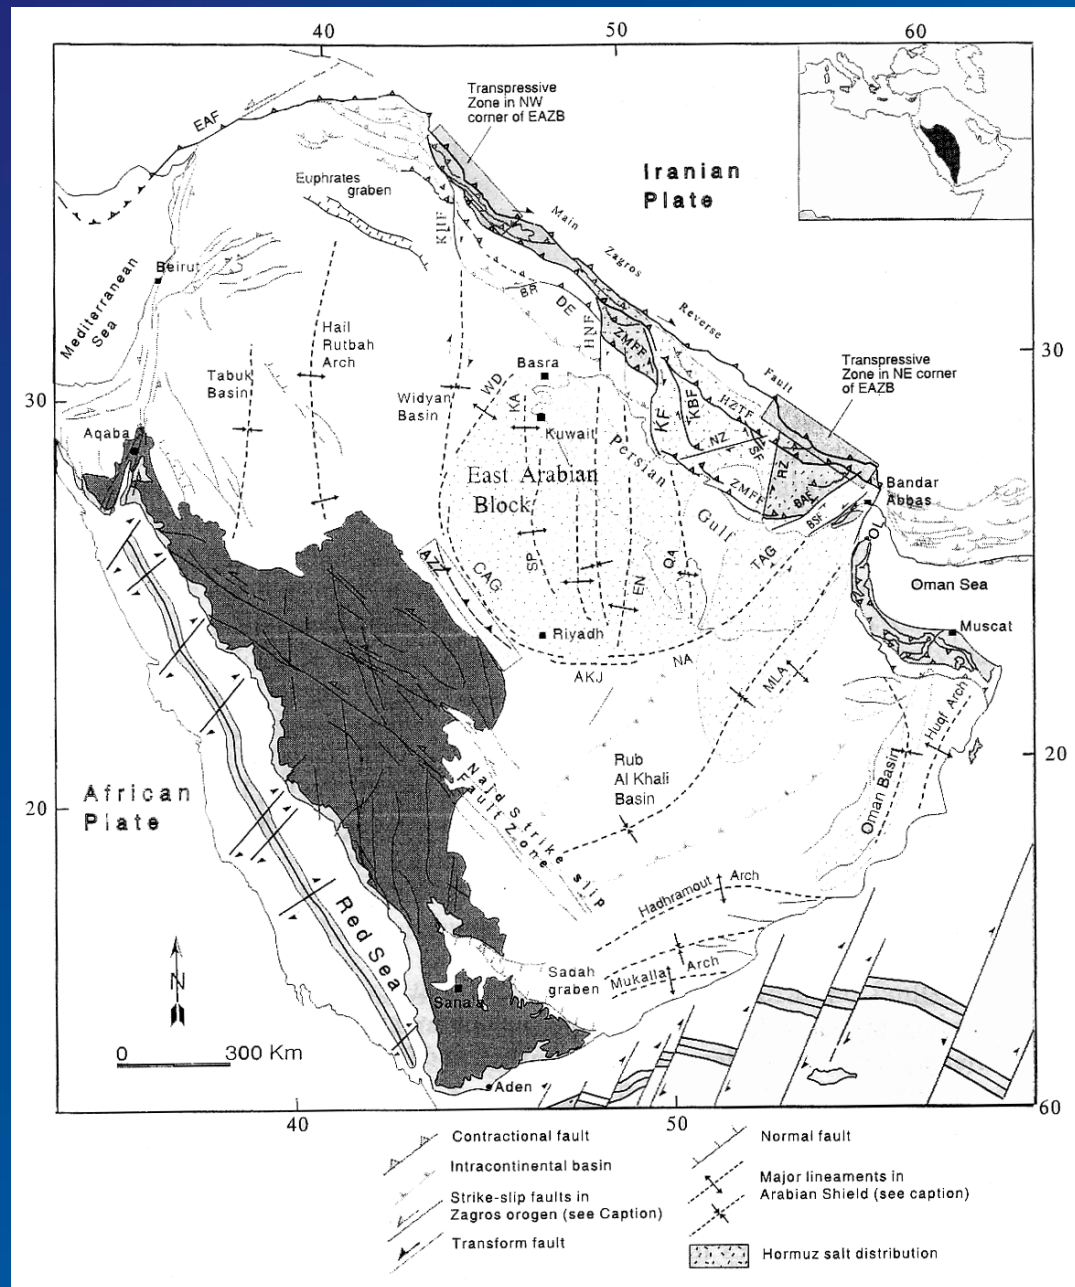 40
50
60
Transpressive
Zone in NW
corner of EAZB
EAF
Iranian
Plate
Euphrates
graben
KHF
Main
Zagros
Reverse
Fault
Beirut
Mediterranean
Sea
BR
DE
HNF
ZMFF
Hail
Rutbah
Arch
Basra
30
Transpressive
Zone in NE corner
of EAZB
Tabuk
Basin
Widyan
Basin
WD
KA
KF
KBF
HZTF
30
Aqaba
Kuwait
NZ
SF
RZ
Persian
Gulf
East Arabian
Block
ZMFF
BAF
BSF
Bandar
Abbas
OL
AZ
CAG
SP
EN
QA
TAG
Oman Sea
Riyadh
Muscat
NA
AKJ
MLA
Huqf Arch
20
Rub
Al Khali
Basin
Oman Basin
African
Plate
20
Najd Strike slip
Fault Zone
Hadhramout Arch
Red Sea
Sadah
graben
Mukalla Arch
N
Sana'a
0 300 Km
Aden
40
50
60
Contractional fault
Intracontinental basin
Strike-slip faults in
Zagros orogen (see Caption)
Transform fault
Normal fault
Major lineaments in
Arabian Shield (see caption)
Hormuz salt distribution